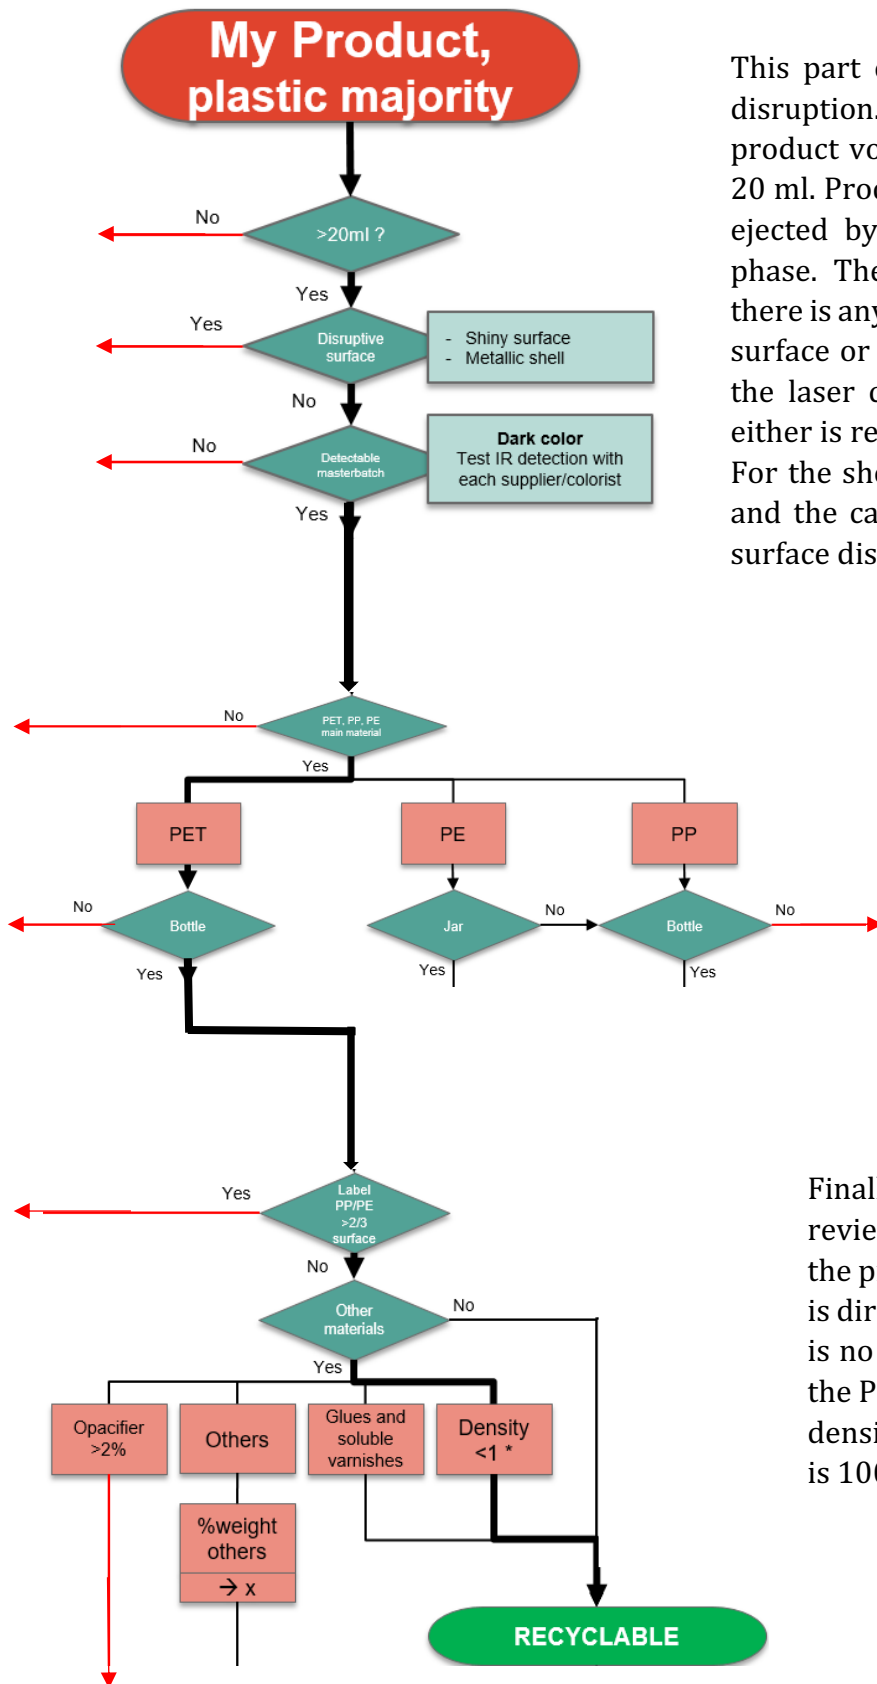 My Product,
plastic majority
No
>20ml ?
Yes
Yes
Disruptive
surface
- Shiny surface
- Metallic shell
No
No
Detectable
masterbatch
Dark color
Test IR detection with
each supplier/colorist
Yes
No
PET, PP, PE
main material
Yes
PET
PE
PP
No
Bottle
Jar
No
Bottle
No
Yes
Yes
Yes
Yes
Label
PP/PE
>2/3
surface
No
Other
materials
No
Yes
Opacifier
>2%
Others
Glues and
soluble
varnishes
Density
<1 *
%weight
others
→ x
RECYCLABLE
This part
disruption.
product vo
20 ml. Proc
ejected by
phase. The
there is any
surface or
the laser c
either is re
For the sho
and the ca
surface dis
Final
revie
the p
is dir
is no
the P
densi
is 100